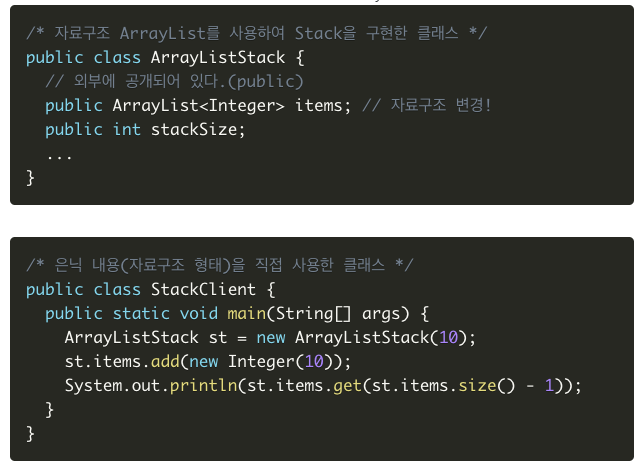 /* 자료구조 ArrayList를 사용하여 Stack을 구현한 클래스 */
public class ArrayListStack {
// 외부에 공개되어 있다.(public)
public ArrayList<Integer> items; // 자료구조 변경!
public int stackSize;
...
}
/* 은닉 내용(자료구조 형태)을 직접 사용한 클래스 */
public class StackClient {
public static void main(String[] args) {
ArrayListStack st = new ArrayListStack(10);
st.items.add(new Integer(10));
System.out.println(st.items.get(st.items.size() - 1));
}
}